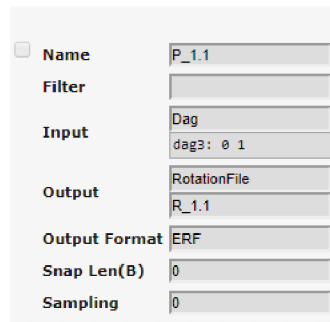 Name P_1.1
Filter
Input Dag
dag3: 0 1
Output RotationFile
R_1.1
Output Format ERF
Snap Len(B) 0
Sampling 0